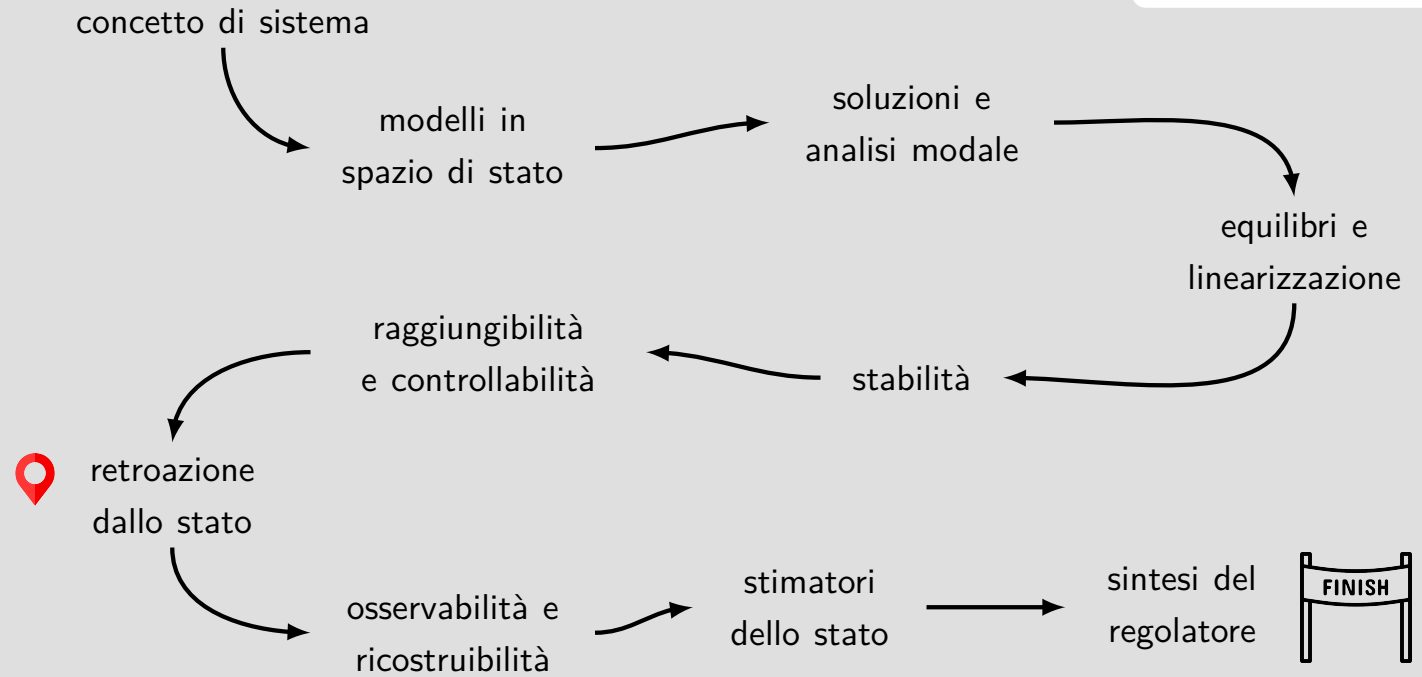 concetto di sistema
modelli in
spazio di stato
soluzioni e
analisi modale
equilibri e
linearizzazione
stabilità
raggiungibilità
e controllabilità
retroazione
dallo stato
osservabilità e
ricostruibilità
stimatori
dello stato
sintesi del
regolatore
FINISH